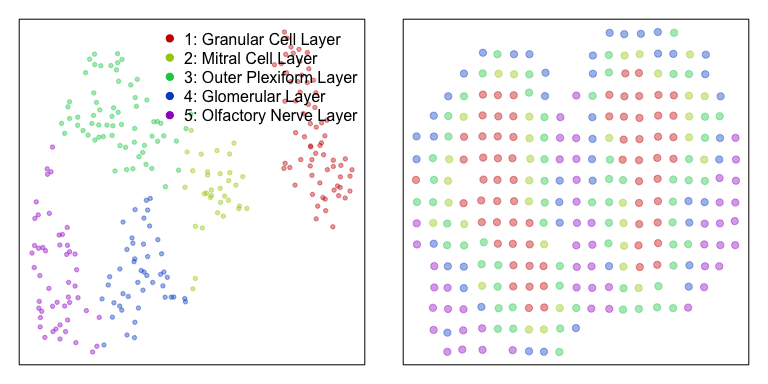 1: Granular Cell Layer
2: Mitral Cell Layer
3: Outer Plexiform Layer
4: Glomerular Layer
5: Olfactory Nerve Layer